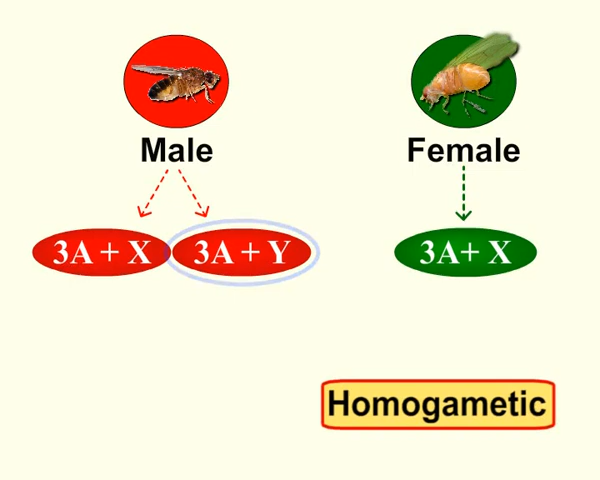 Male
Female
3A + X
3A + Y
3A+ X
Homogametic